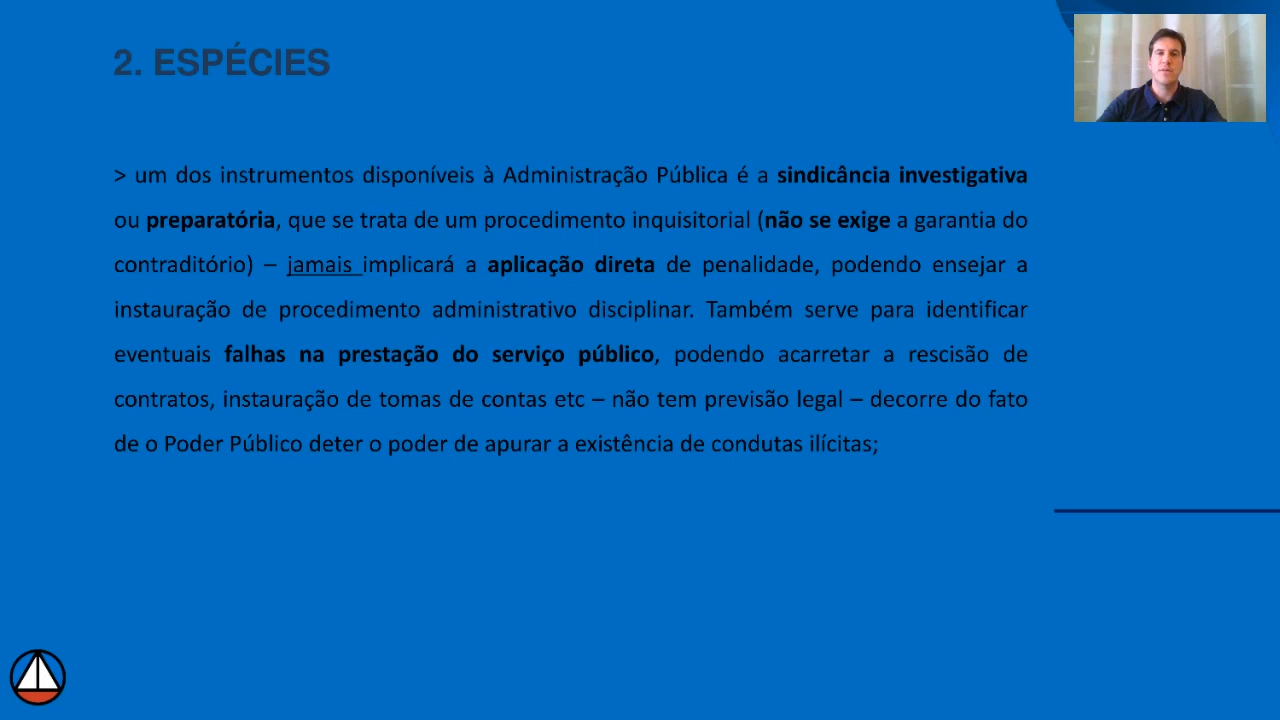 2. ESPÉCIES
> um dos instrumentos disponíveis à Administração Pública é a sindicância investigativa
ou preparatória, que se trata de um procedimento inquisitorial (não se exige a garantia do
contraditório) – jamais implicará a aplicação direta de penalidade, podendo ensejar a
instauração de procedimento administrativo disciplinar. Também serve para identificar
eventuais falhas na prestação do serviço público, podendo acarretar a rescisão de
contratos, instauração de tomas de contas etc – não tem previsão legal – decorre do fato
de o Poder Público deter o poder de apurar a existência de condutas ilícitas;